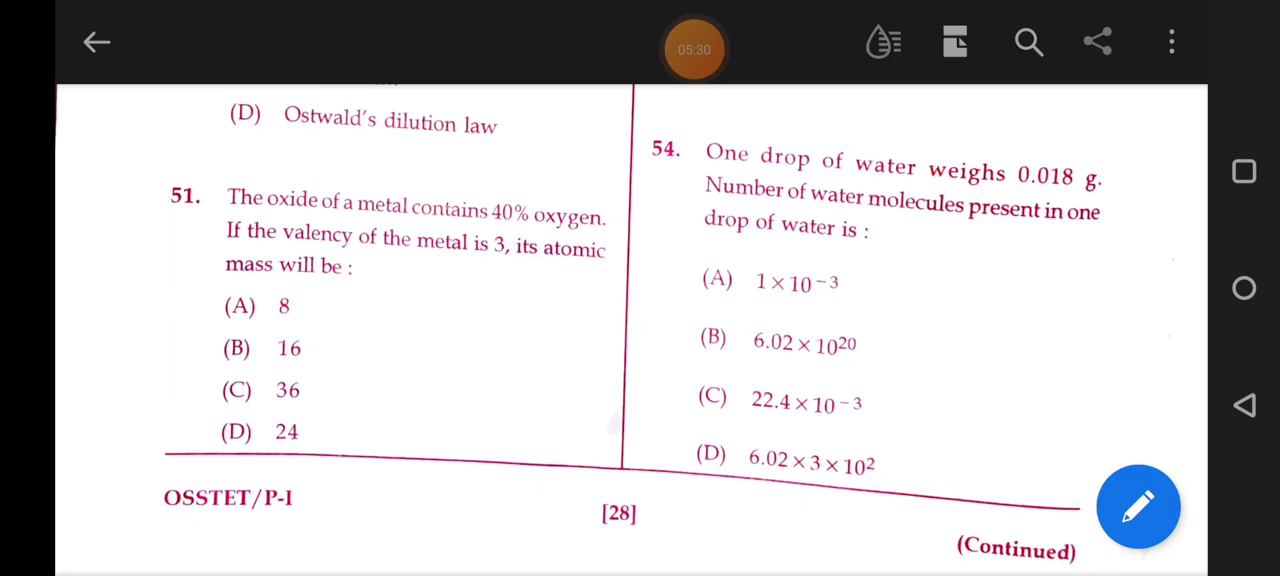 05:30
(D) Ostwald's dilution law
51. The oxide of a metal contains 40% oxygen.
If the valency of the metal is 3, its atomic
mass will be :
(A) 8
(B) 16
(C) 36
(D) 24
54. One drop of water weighs 0.018 g.
Number of water molecules present in one
drop of water is :
(A) 1 × 10⁻³
(B) 6.02 × 10²⁰
(C) 22.4 × 10⁻³
(D) 6.02 × 3 × 10²
OSSTET/P-I
[28]
(Continued)